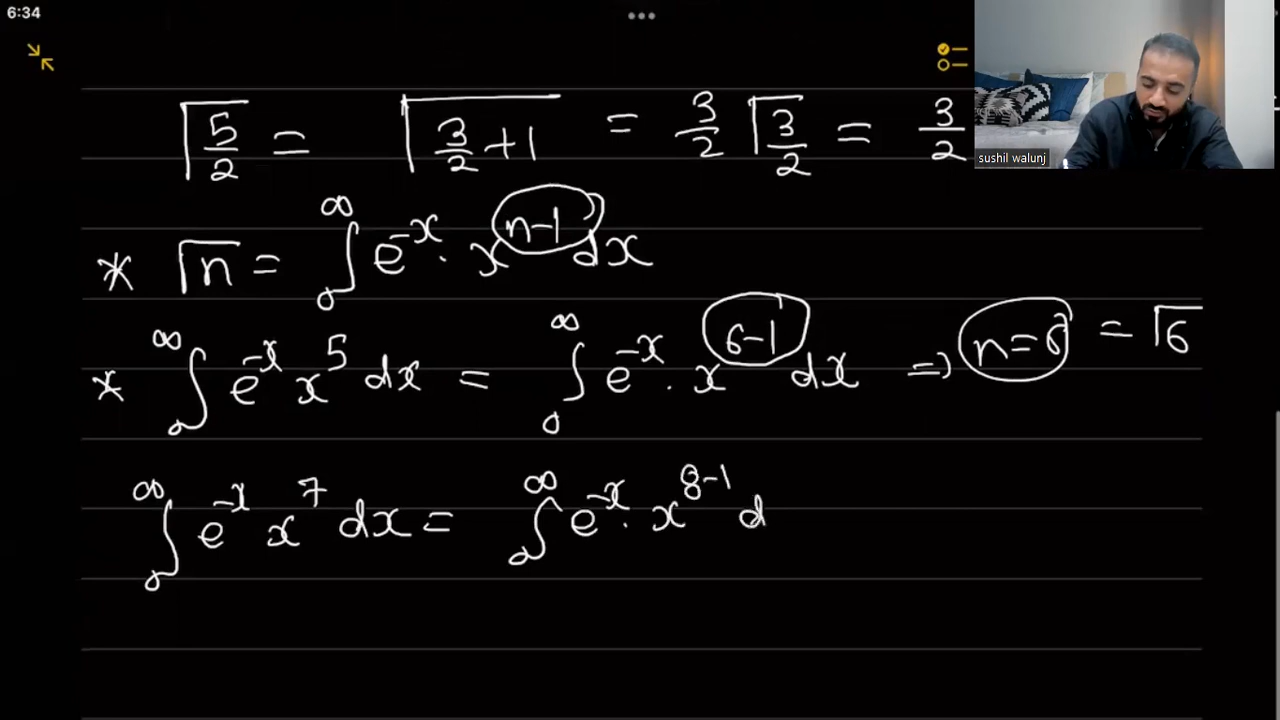 6:34
Γ5/2 = Γ3/2+1 = 3/2 Γ3/2 = 3/2
sushil walunj
* Γn = ∫₀^∞ e^-x · x^n-1 dx
* ∫₀^∞ e^-x x^5 dx = ∫₀^∞ e^-x · x^6-1 dx ⇒ n=6 = Γ6
∫₀^∞ e^-x x^7 dx = ∫₀^∞ e^-x · x^8-1 d